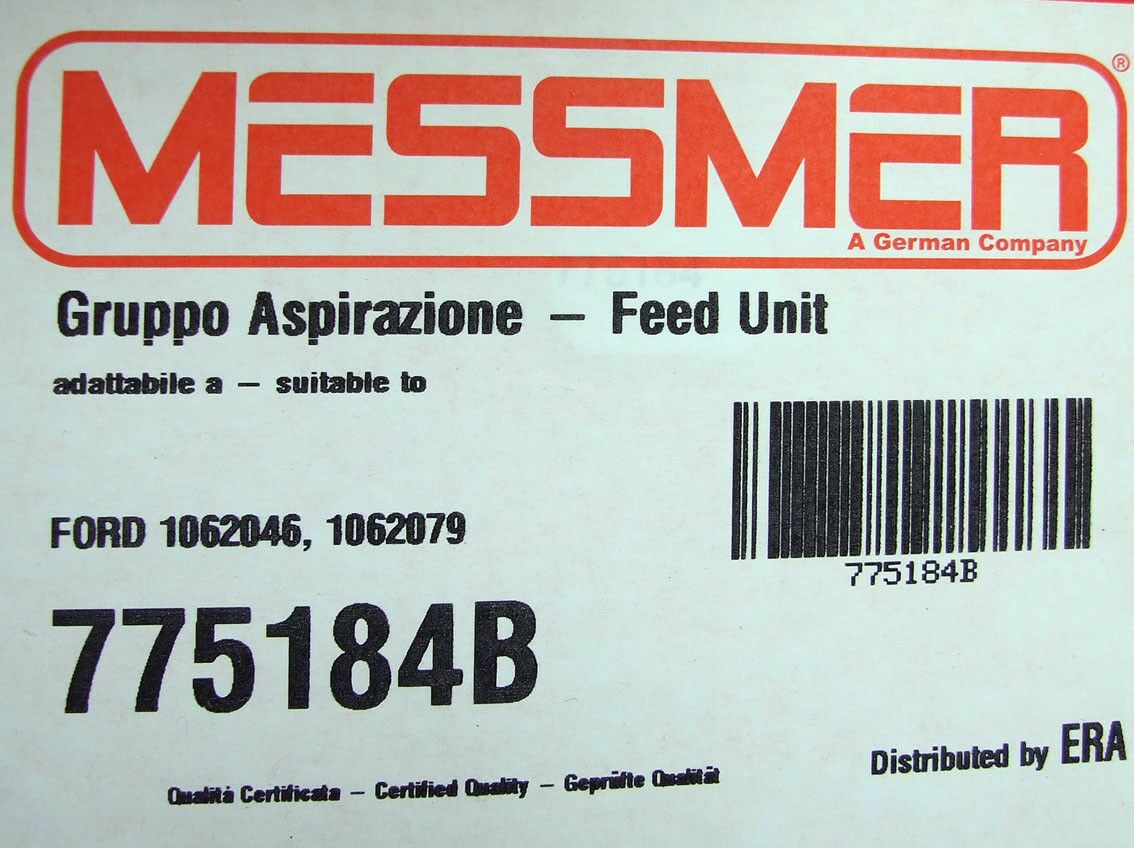 MESSMER ®
A German Company
775184
Gruppo Aspirazione – Feed Unit
adattabile a – suitable to
FORD 1062046, 1062079
775184B
775184B
Qualità Certificata – Certified Quality – Geprüfte Qualität
Distributed by ERA